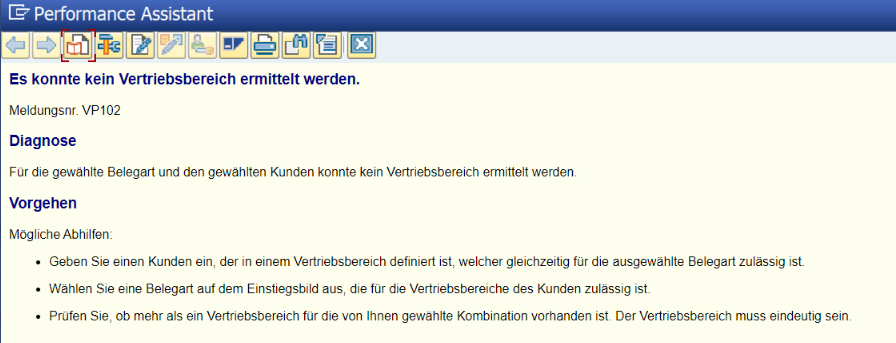 Performance Assistant
Es konnte kein Vertriebsbereich ermittelt werden.
Meldungsnr. VP102
Diagnose
Für die gewählte Belegart und den gewählten Kunden konnte kein Vertriebsbereich ermittelt werden.
Vorgehen
Mögliche Abhilfen:
• Geben Sie einen Kunden ein, der in einem Vertriebsbereich definiert ist, welcher gleichzeitig für die ausgewählte Belegart zulässig ist.
• Wählen Sie eine Belegart auf dem Einstiegsbild aus, die für die Vertriebsbereiche des Kunden zulässig ist.
• Prüfen Sie, ob mehr als ein Vertriebsbereich für die von Ihnen gewählte Kombination vorhanden ist. Der Vertriebsbereich muss eindeutig sein.